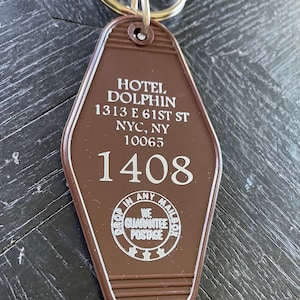 HOTEL
DOLPHIN
1313 E 61ST ST
NYC, NY
10065
1408
DROP IN ANY MAILBOX
WE
GUARANTEE
POSTAGE